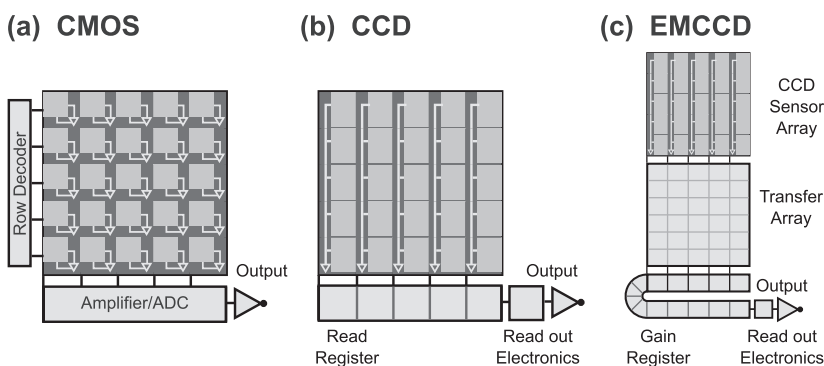 (a) CMOS
(b) CCD
(c) EMCCD
Row Decoder
Amplifier/ADC
Output
Output
Read
Register
Read out
Electronics
CCD
Sensor
Array
Transfer
Array
Output
Gain
Register
Read out
Electronics